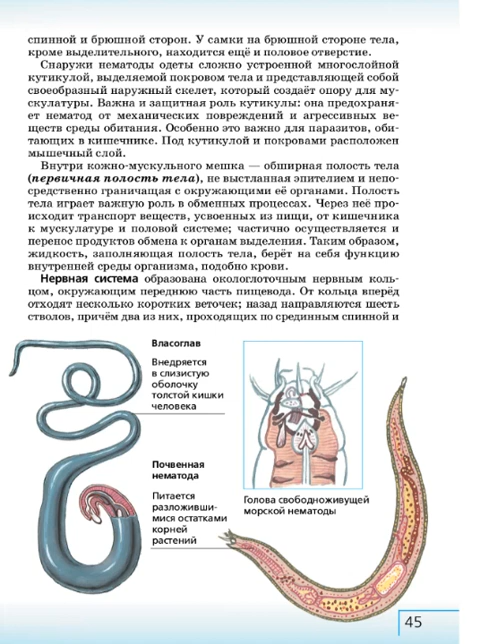 спинной и брюшной сторон. У самки на брюшной стороне тела,
кроме выделительного, находится ещё и половое отверстие.
Снаружи нематоды одеты сложно устроенной многослойной
кутикулой, выделяемой покровом тела и представляющей собой
своеобразный наружный скелет, который создаёт опору для му-
скулатуры. Важна и защитная роль кутикулы: она предохраня-
ет нематод от механических повреждений и агрессивных ве-
ществ среды обитания. Особенно это важно для паразитов, оби-
тающих в кишечнике. Под кутикулой и покровами расположен
мышечный слой.
Внутри кожно-мускульного мешка — обширная полость тела
(первичная полость тела), не выстланная эпителием и непо-
средственно граничащая с окружающими её органами. Полость
тела играет важную роль в обменных процессах. Через неё про-
исходит транспорт веществ, усвоенных из пищи, от кишечника
к мускулатуре и половой системе; частично осуществляется и
перенос продуктов обмена к органам выделения. Таким образом,
жидкость, заполняющая полость тела, берёт на себя функцию
внутренней среды организма, подобно крови.
Нервная система образована окологлоточным нервным коль-
цом, окружающим переднюю часть пищевода. От кольца вперёд
отходят несколько коротких веточек; назад направляются шесть
стволов, причём два из них, проходящих по срединным спинной и
Власоглав
Внедряется
в слизистую
оболочку
толстой кишки
человека
Почвенная
нематода
Питается
разложивши-
мися остатками
корней
растений
Голова свободноживущей
морской нематоды
45